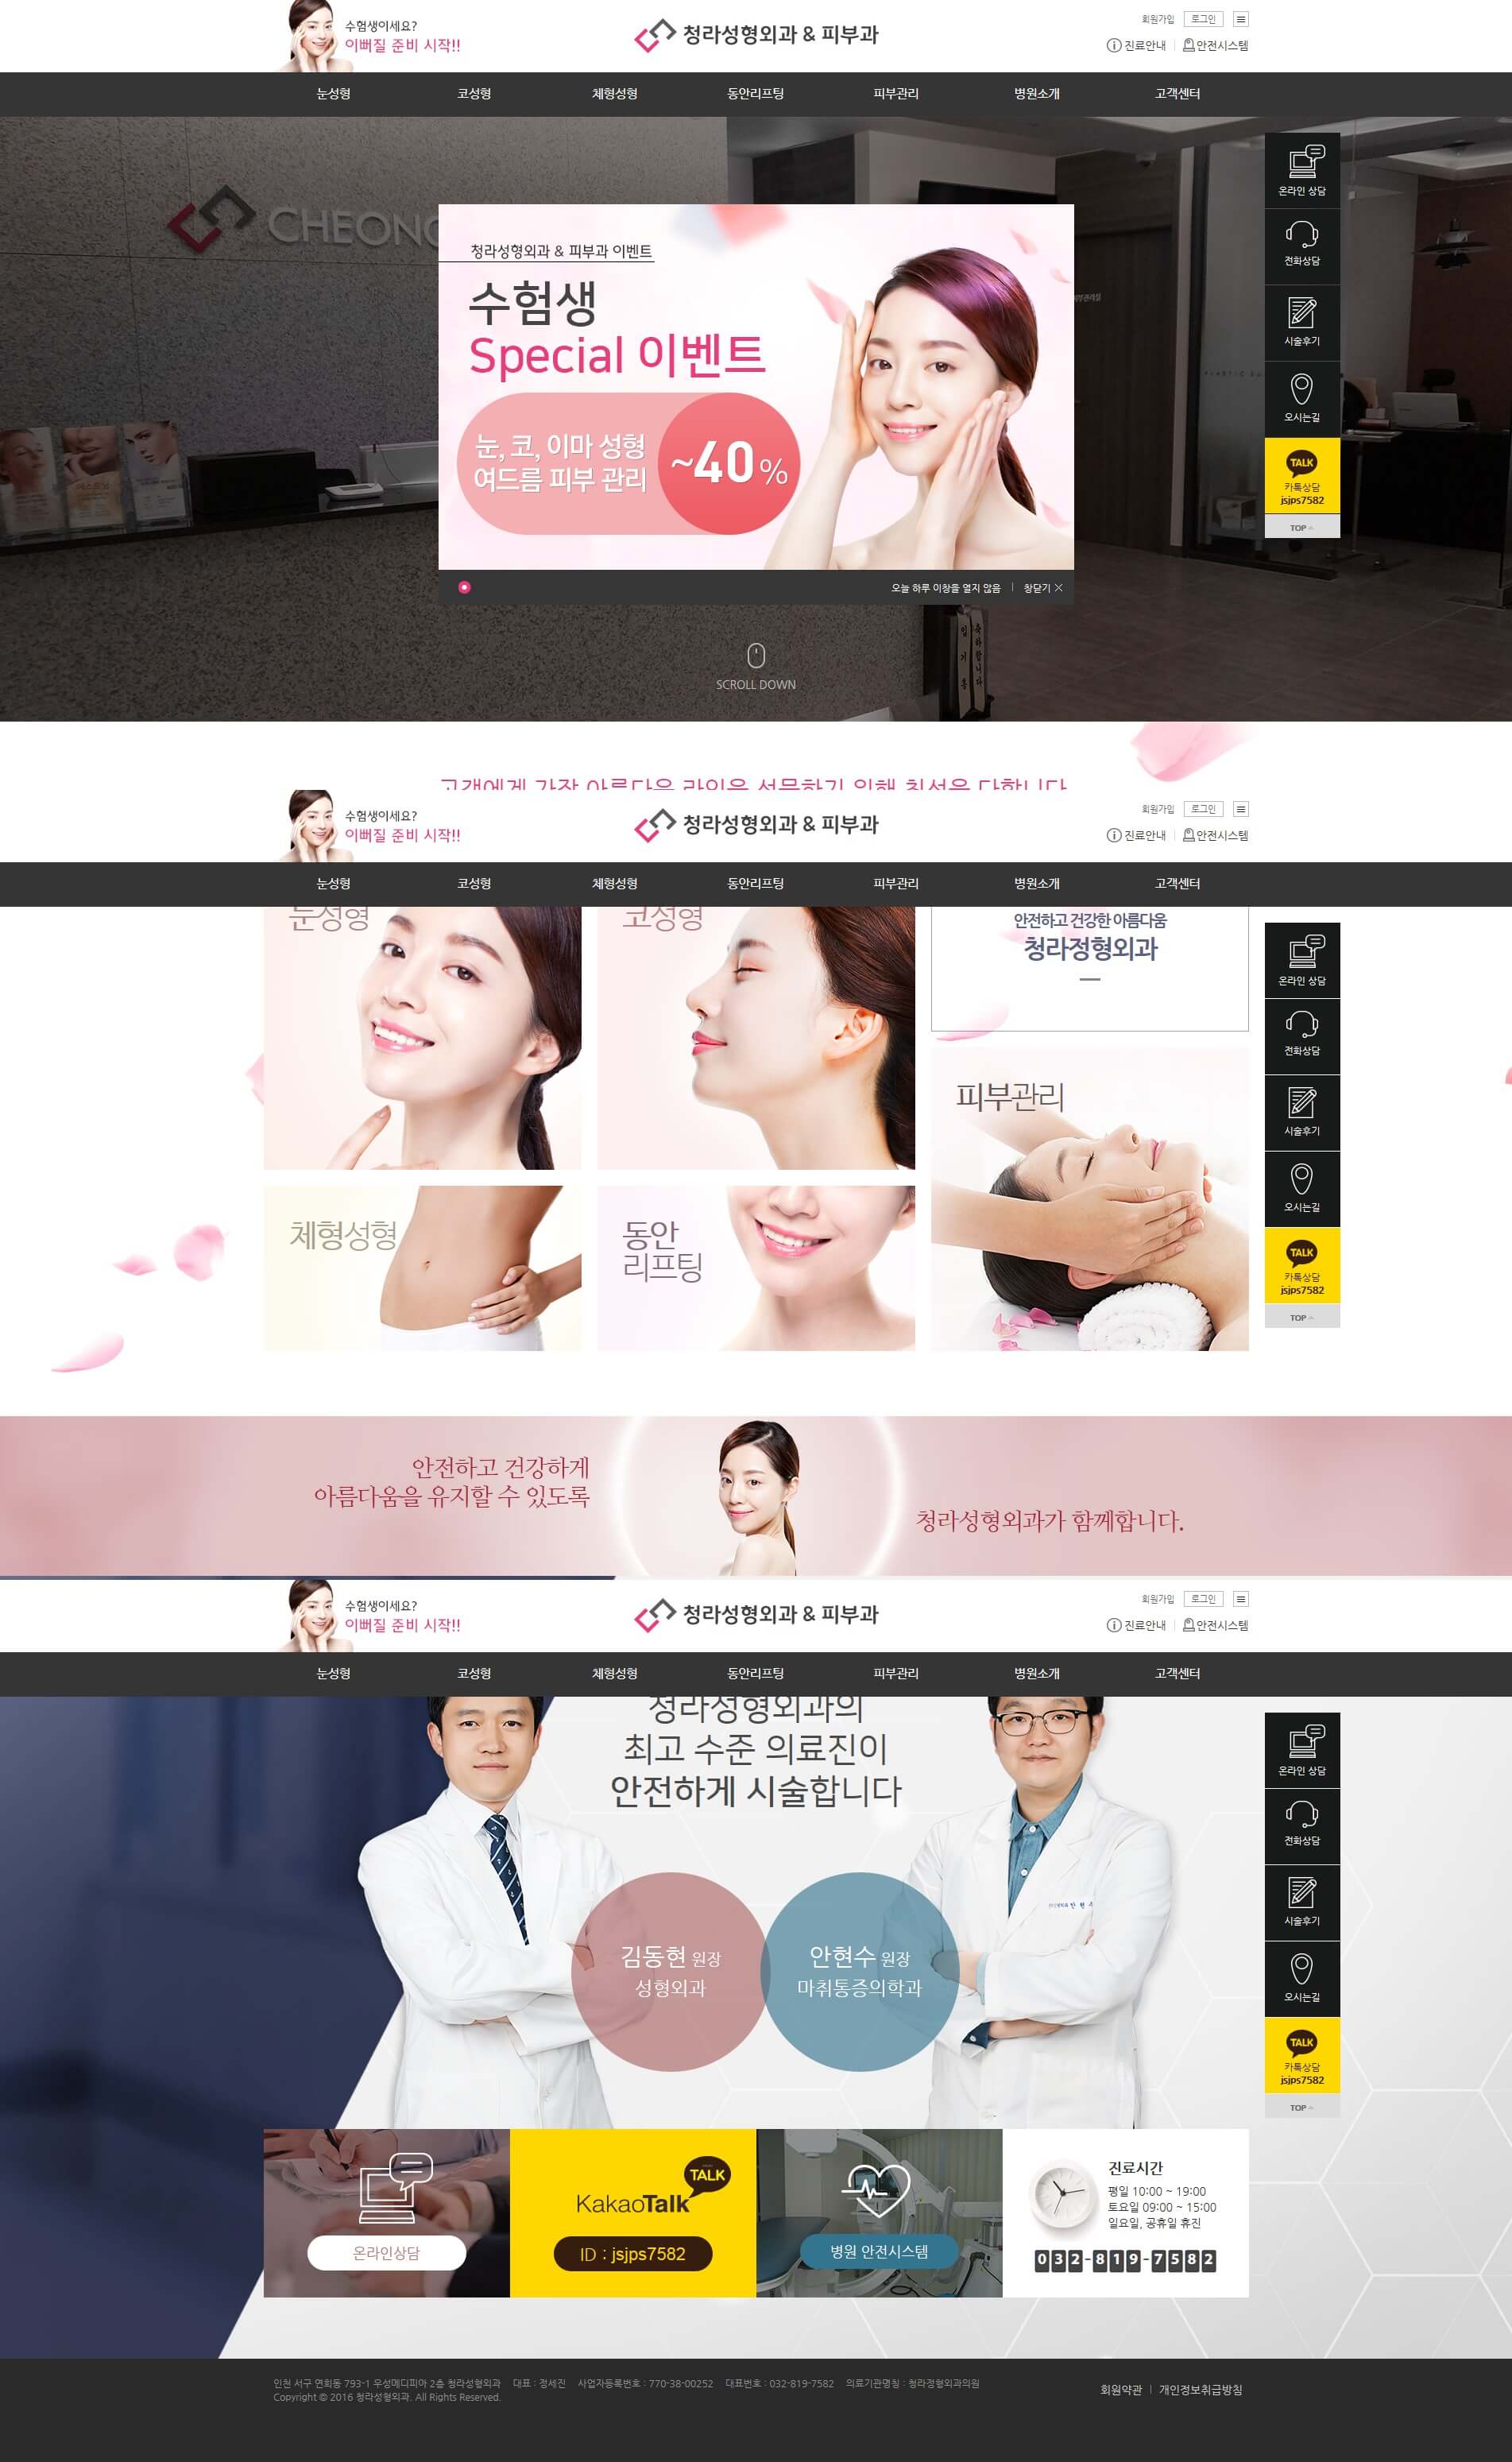 수험생이세요?
이뻐질 준비 시작!!
청라성형외과 & 피부과
회원가입
로그인
진료안내
안전시스템
눈성형
코성형
체형성형
동안리프팅
피부관리
병원소개
고객센터
CHEONG
청라성형외과 & 피부과 이벤트
수험생
Special 이벤트
눈, 코, 이마 성형
여드름 피부 관리
~40%
오늘 하루 이창을 열지 않음
창닫기
SCROLL DOWN
온라인 상담
전화상담
시술후기
오시는길
TALK
카톡상담
jsjps7582
TOP
고객에게 가장 아름다운 라인을 선물하기 위해 최선을 다합니다
수험생이세요?
이뻐질 준비 시작!!
청라성형외과 & 피부과
회원가입
로그인
진료안내
안전시스템
눈성형
코성형
체형성형
동안리프팅
피부관리
병원소개
고객센터
눈성형
코성형
안전하고 건강한 아름다움
청라정형외과
피부관리
체형성형
동안
리프팅
온라인 상담
전화상담
시술후기
오시는길
TALK
카톡상담
jsjps7582
TOP
안전하고 건강하게
아름다움을 유지할 수 있도록
청라성형외과가 함께합니다.
수험생이세요?
이뻐질 준비 시작!!
청라성형외과 & 피부과
회원가입
로그인
진료안내
안전시스템
눈성형
코성형
체형성형
동안리프팅
피부관리
병원소개
고객센터
청라성형외과의
최고 수준 의료진이
안전하게 시술합니다
김동현 원장
성형외과
안현수 원장
마취통증의학과
온라인 상담
전화상담
시술후기
오시는길
TALK
카톡상담
jsjps7582
TOP
온라인상담
TALK
KakaoTalk
ID : jsjps7582
병원 안전시스템
진료시간
평일 10:00 ~ 19:00
토요일 09:00 ~ 15:00
일요일, 공휴일 휴진
032-819-7582
인천 서구 연희동 793-1 우성메디피아 2층 청라성형외과 대표 : 정세진 사업자등록번호 : 770-38-00252 대표번호 : 032-819-7582 의료기관명칭 : 청라정형외과의원
Copyright © 2016 청라성형외과. All Rights Reserved.
회원약관
개인정보취급방침